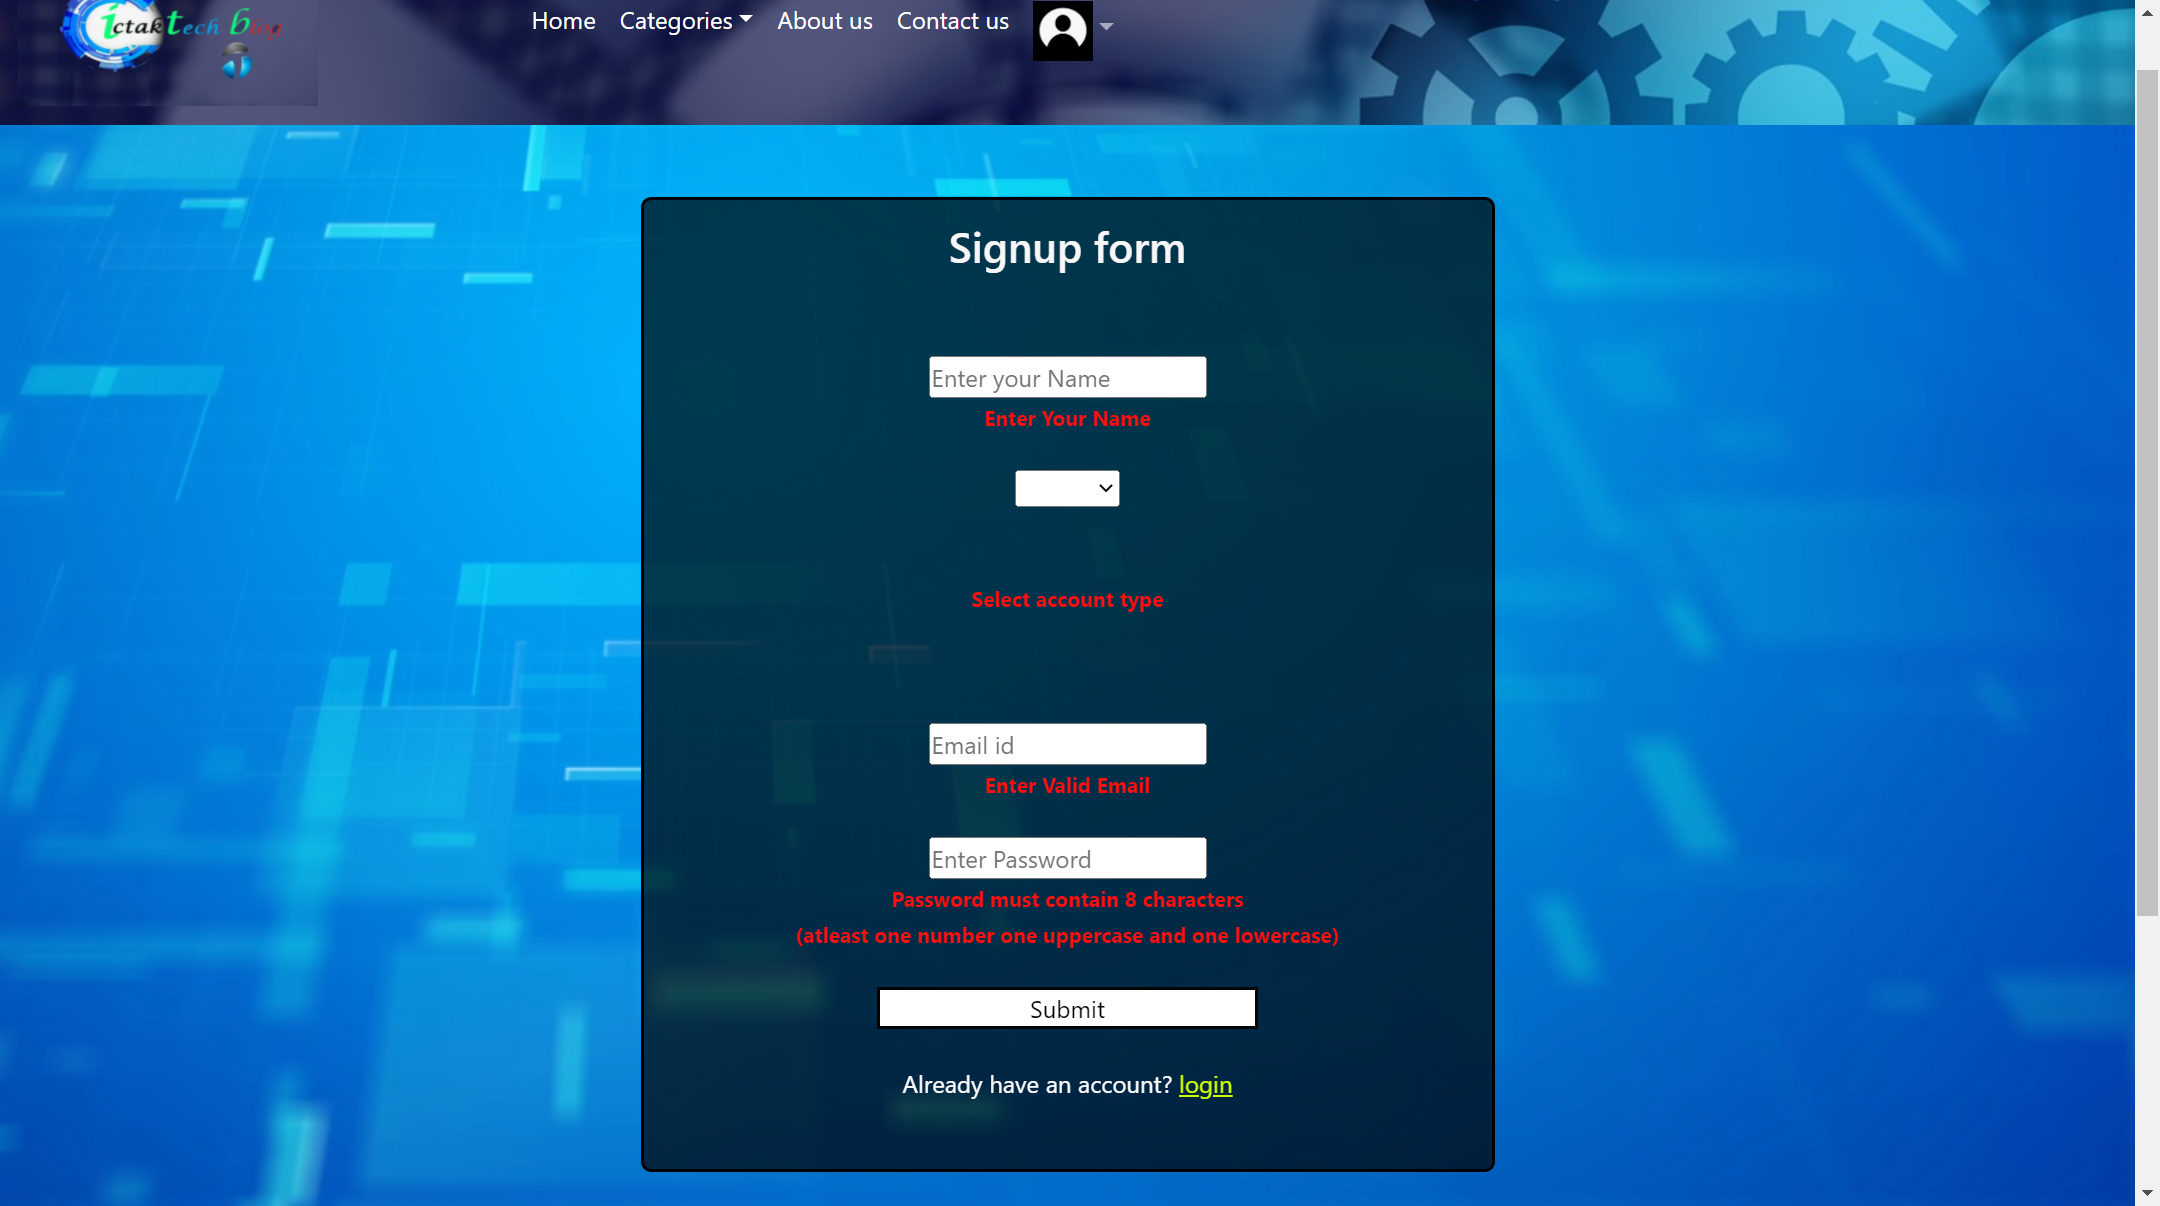 ictak Tech Blog
Home Categories About us Contact us
Signup form
Enter your Name
Enter Your Name
Select account type
Email id
Enter Valid Email
Enter Password
Password must contain 8 characters
(atleast one number one uppercase and one lowercase)
Submit
Already have an account? login